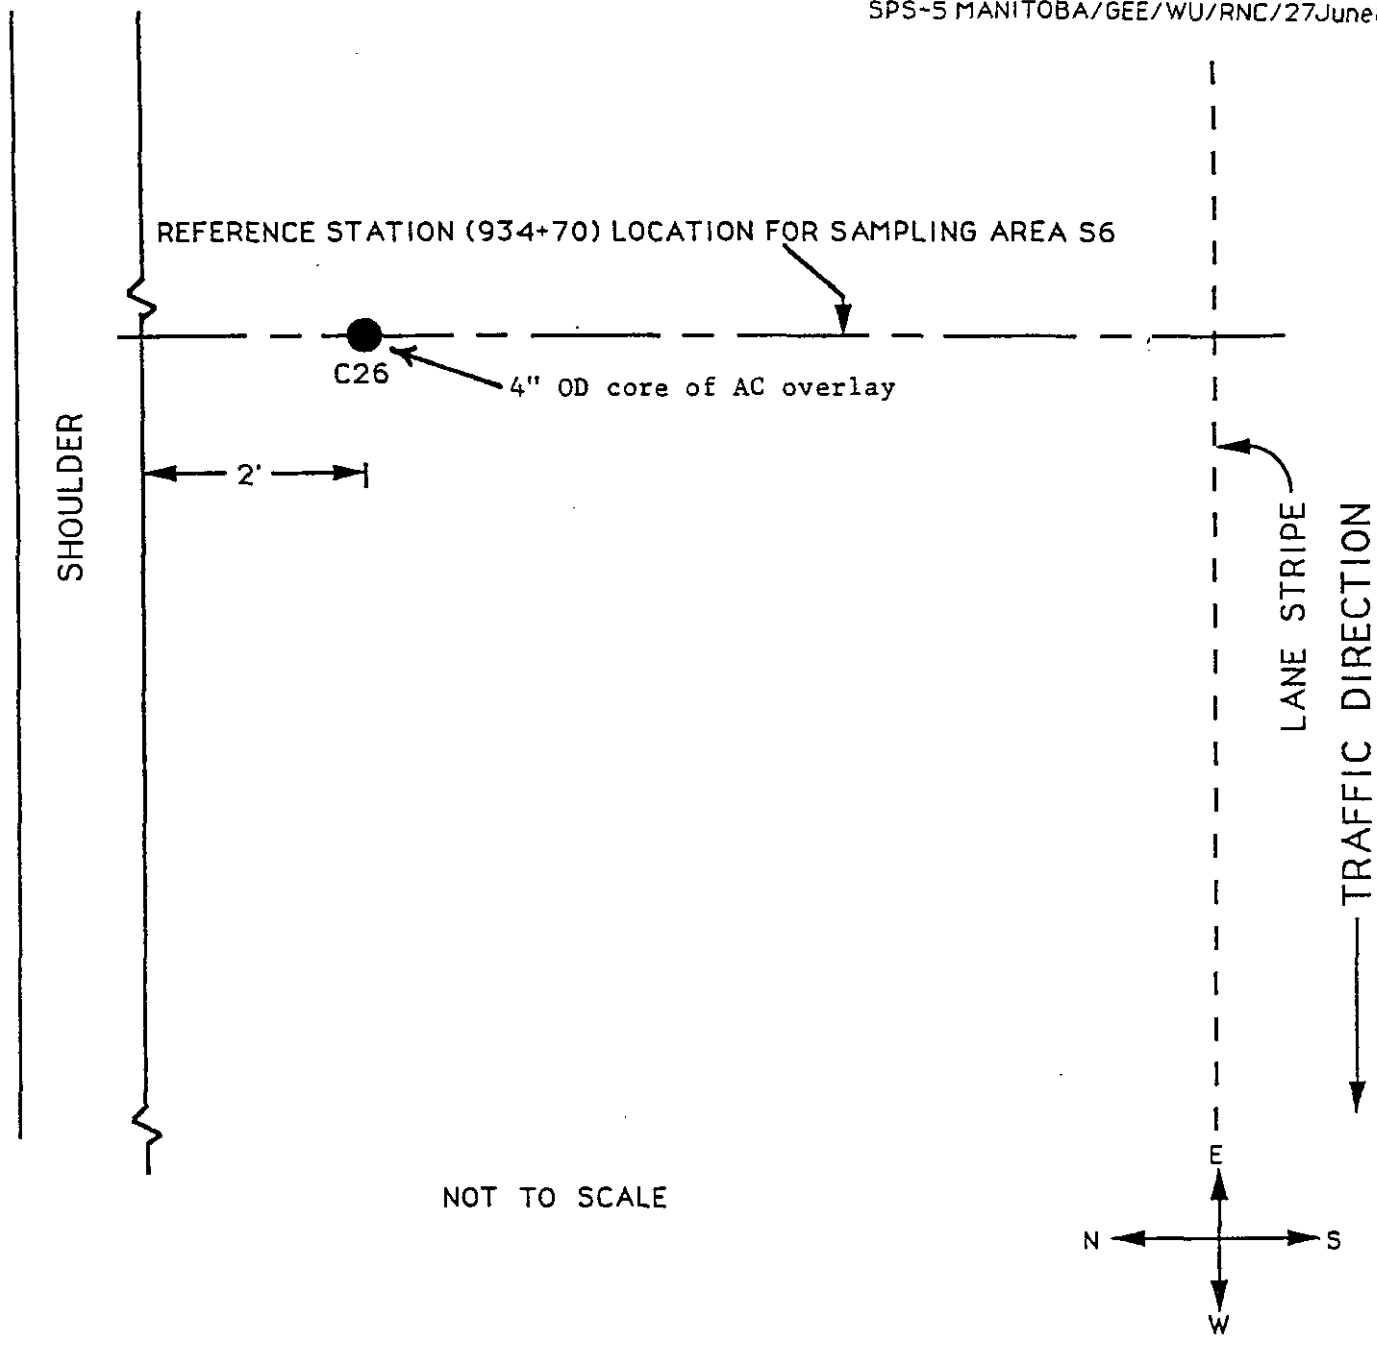 SPS-5 MANITOBA/GEE/WU/RNC/27June
REFERENCE STATION (934+70) LOCATION FOR SAMPLING AREA S6
C26
4" OD core of AC overlay
2'
SHOULDER
LANE STRIPE
TRAFFIC DIRECTION
NOT TO SCALE
E
N
S
W